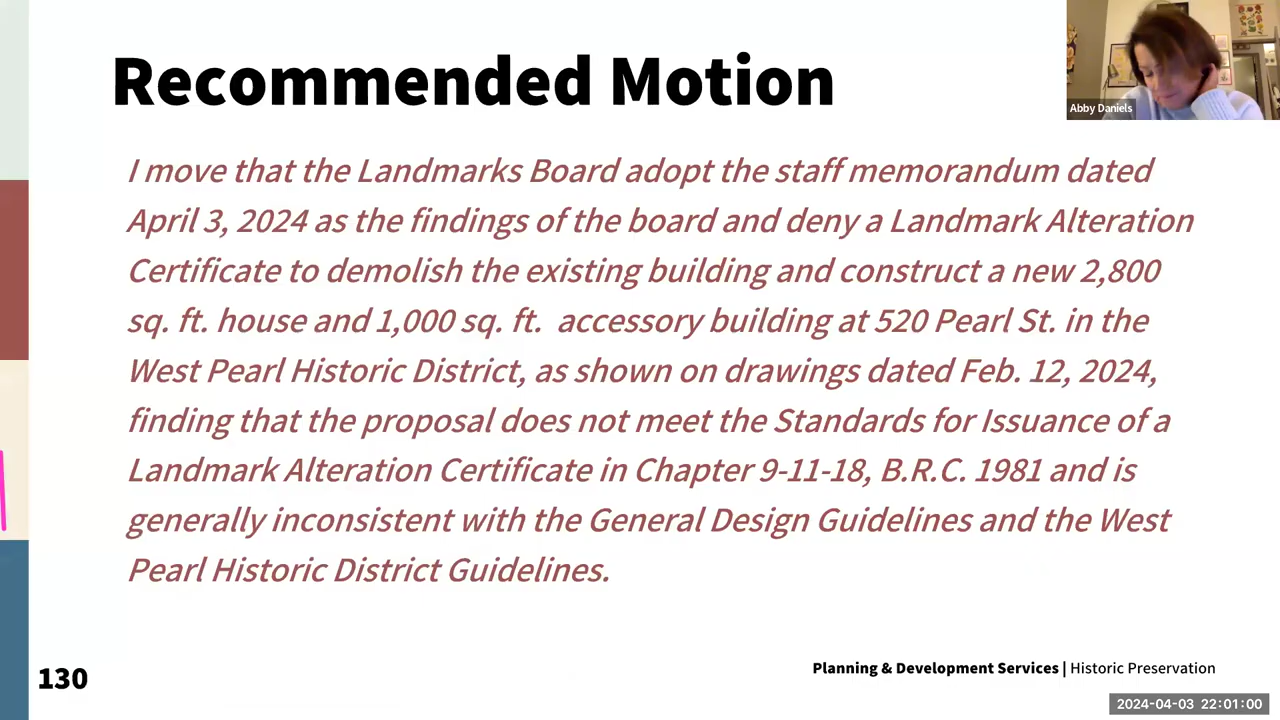 Recommended Motion
Abby Daniels
I move that the Landmarks Board adopt the staff memorandum dated
April 3, 2024 as the findings of the board and deny a Landmark Alteration
Certificate to demolish the existing building and construct a new 2,800
sq. ft. house and 1,000 sq. ft. accessory building at 520 Pearl St. in the
West Pearl Historic District, as shown on drawings dated Feb. 12, 2024,
finding that the proposal does not meet the Standards for Issuance of a
Landmark Alteration Certificate in Chapter 9-11-18, B.R.C. 1981 and is
generally inconsistent with the General Design Guidelines and the West
Pearl Historic District Guidelines.
130
Planning & Development Services | Historic Preservation
2024-04-03 22:01:00